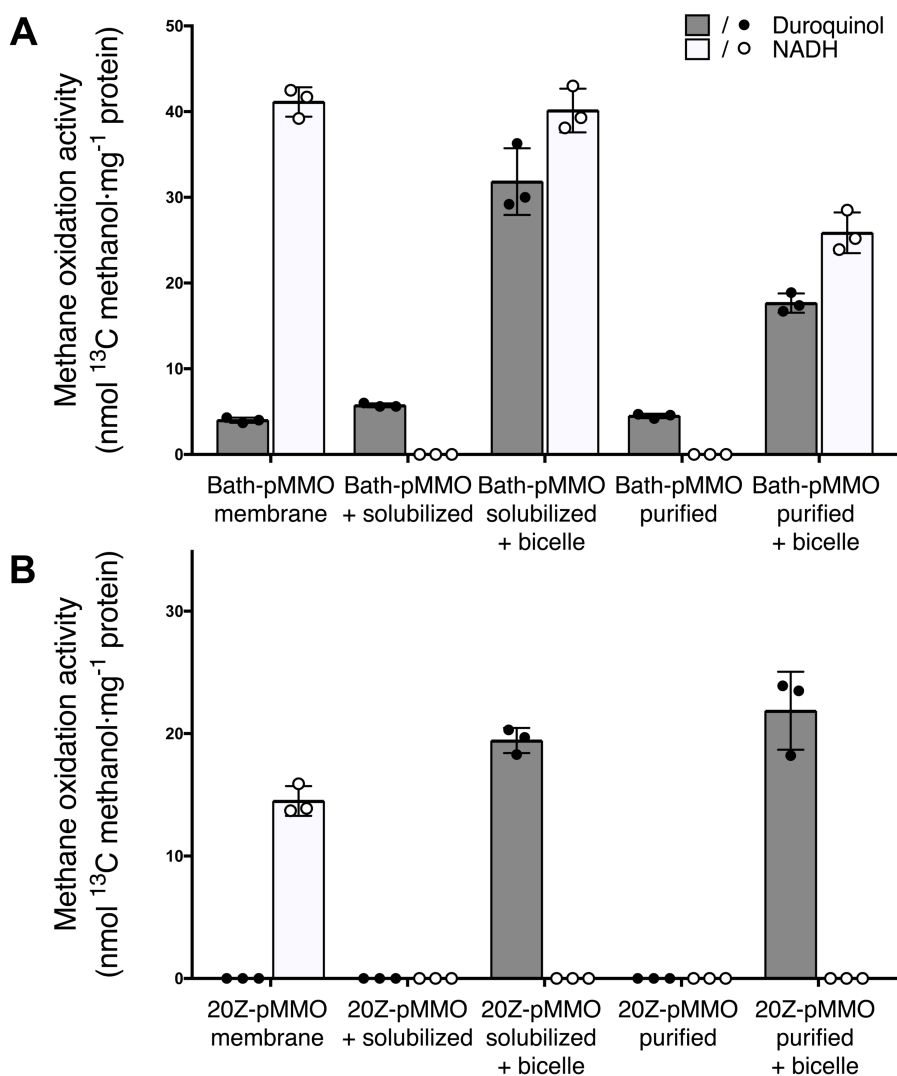 A
Methane oxidation activity
(nmol ¹³C methanol·mg⁻¹ protein)
50
40
30
20
10
0
/ Duroquinol
/ NADH
Bath-pMMO Bath-pMMO Bath-pMMO Bath-pMMO Bath-pMMO
membrane + solubilized solubilized purified purified
+ bicelle + bicelle
B
Methane oxidation activity
(nmol ¹³C methanol·mg⁻¹ protein)
30
20
10
0
20Z-pMMO 20Z-pMMO 20Z-pMMO 20Z-pMMO 20Z-pMMO
membrane + solubilized solubilized purified purified
+ bicelle + bicelle